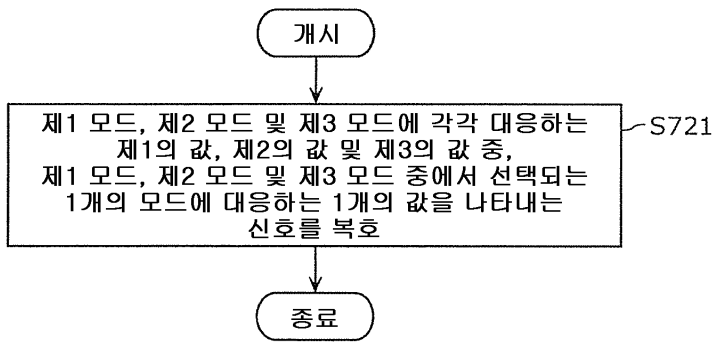 개시
제1 모드, 제2 모드 및 제3 모드에 각각 대응하는
제1의 값, 제2의 값 및 제3의 값 중,
제1 모드, 제2 모드 및 제3 모드 중에서 선택되는
1개의 모드에 대응하는 1개의 값을 나타내는
신호를 복호
S721
종료